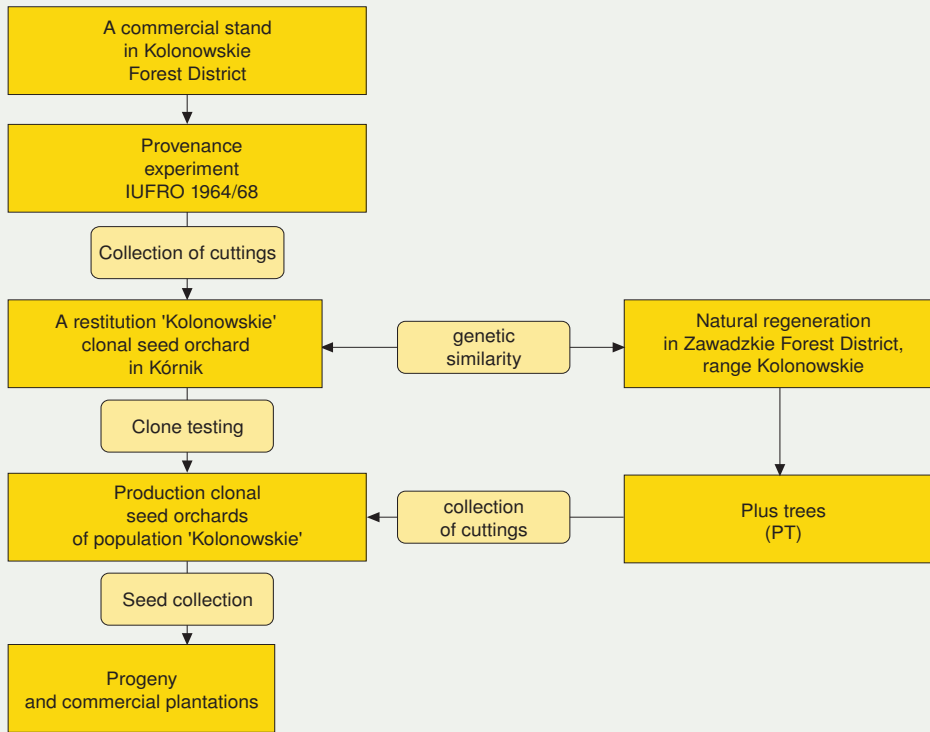 A commercial stand
in Kolonowskie
Forest District
Provenance
experiment
IUFRO 1964/68
Collection of cuttings
A restitution 'Kolonowskie'
clonal seed orchard
in Kórnik
genetic
similarity
Natural regeneration
in Zawadzkie Forest District,
range Kolonowskie
Clone testing
Production clonal
seed orchards
of population 'Kolonowskie'
collection
of cuttings
Plus trees
(PT)
Seed collection
Progeny
and commercial plantations